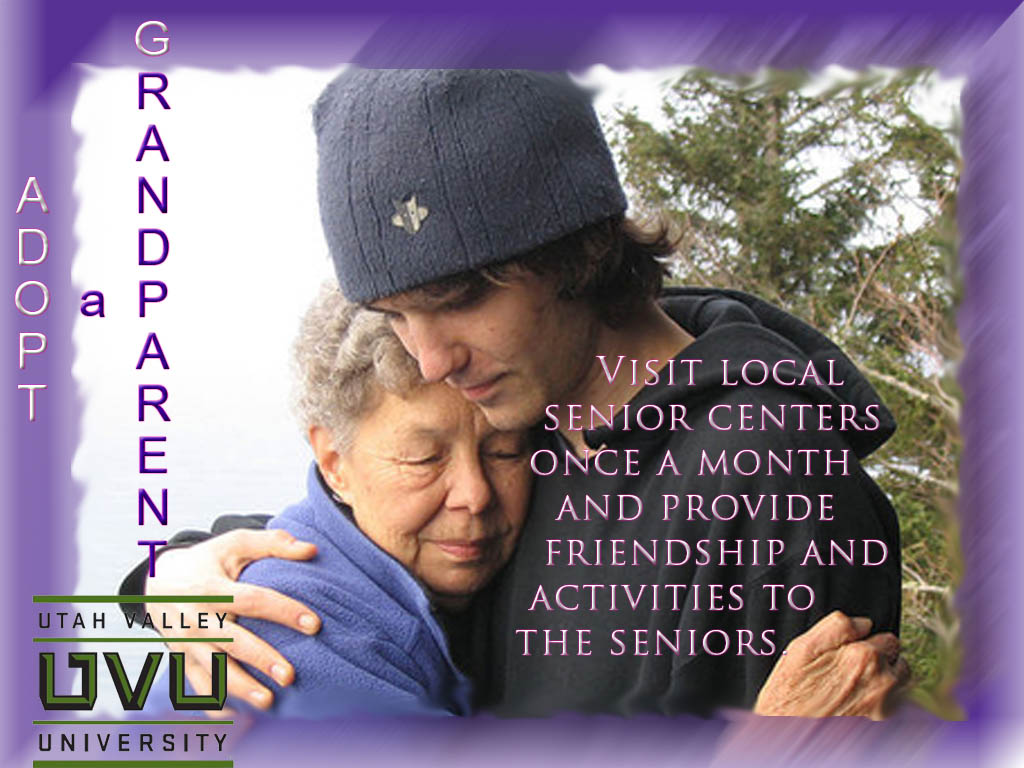 ADOPT
a
GRANDPARENT
VISIT LOCAL
SENIOR CENTERS
ONCE A MONTH
AND PROVIDE
FRIENDSHIP AND
ACTIVITIES TO
THE SENIORS.
UTAH VALLEY
UVU
UNIVERSITY